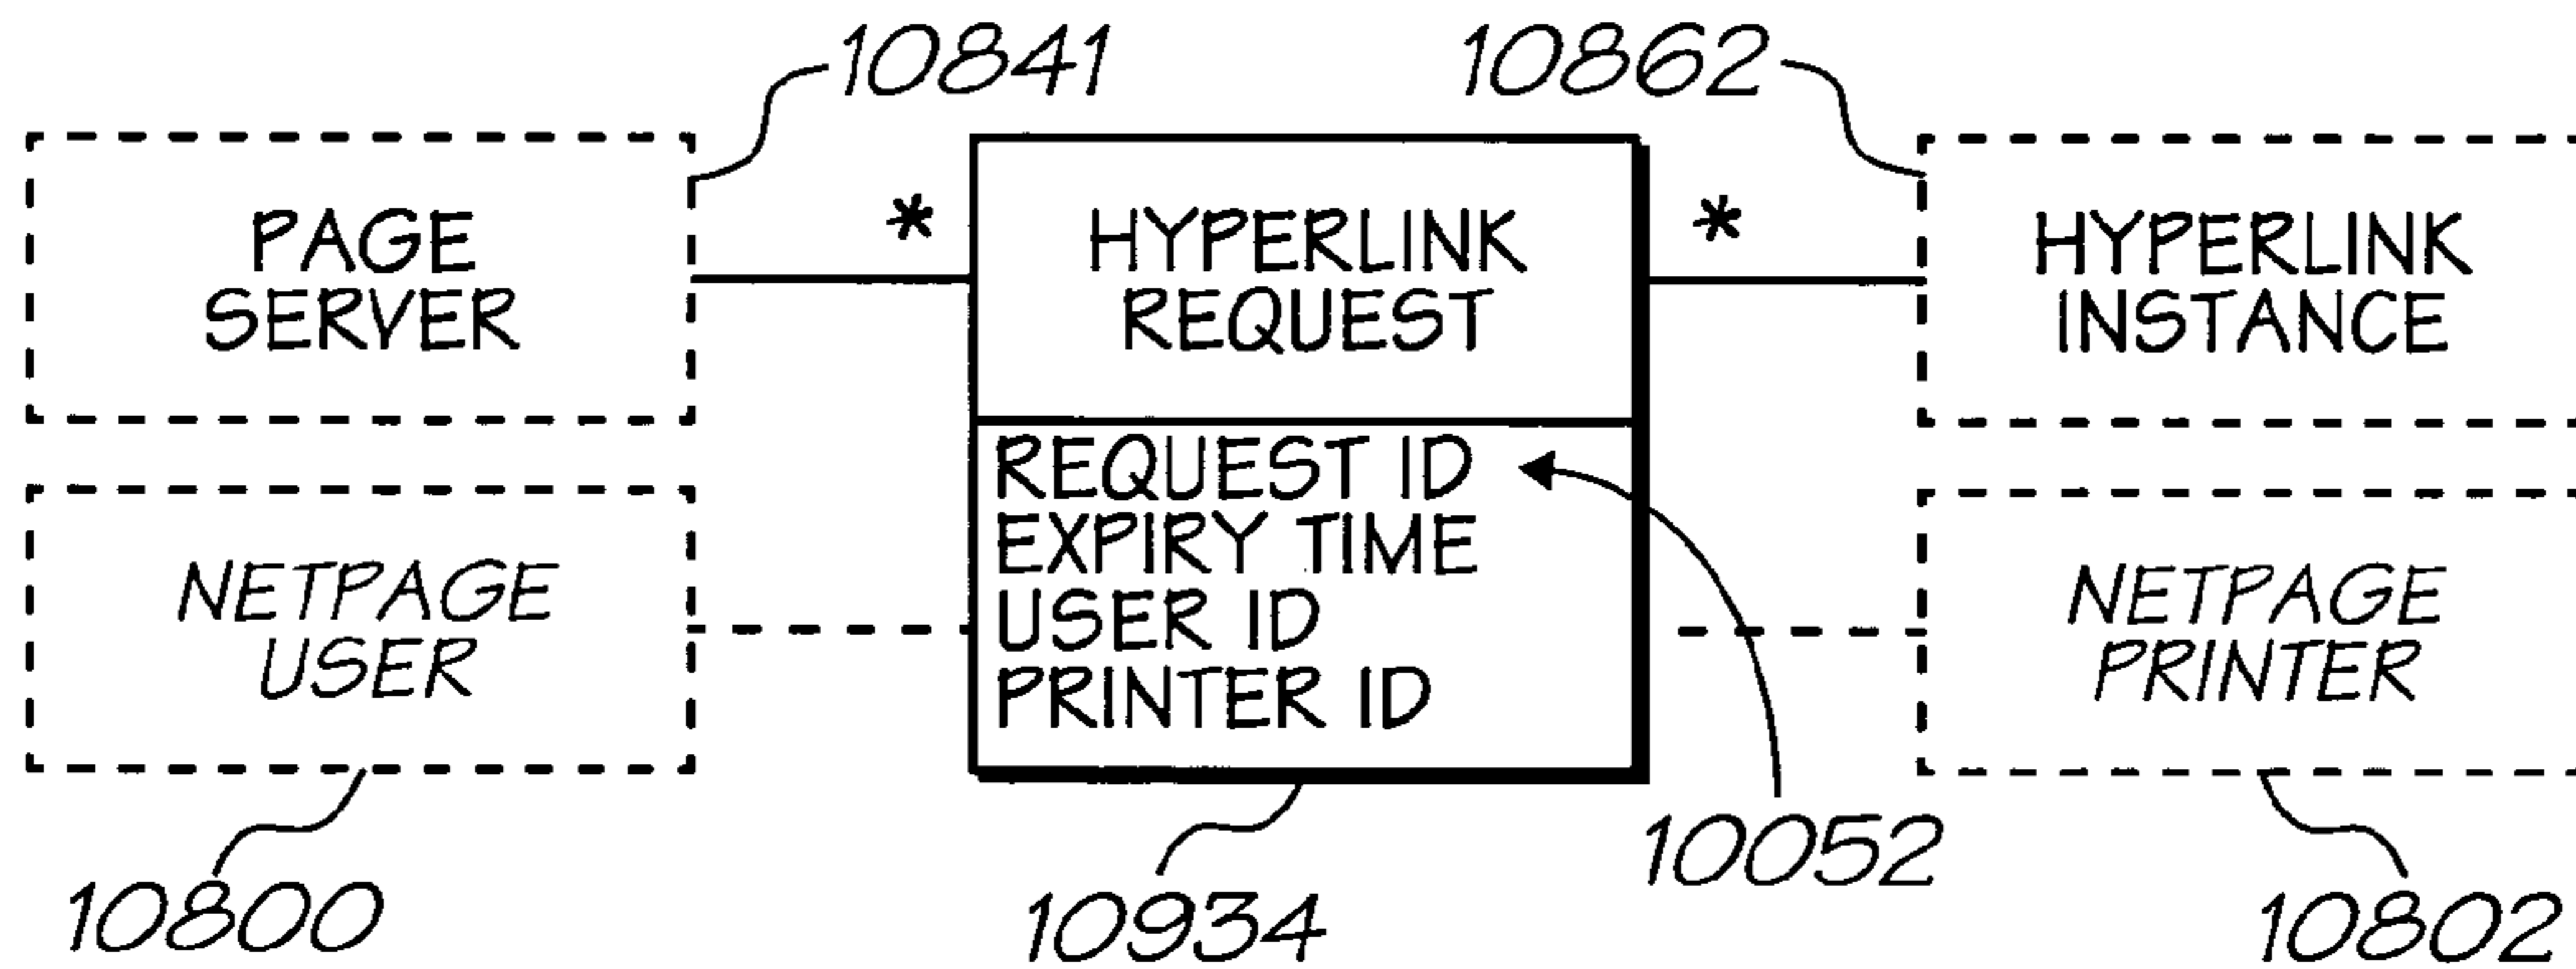 10841
10862
PAGE
SERVER
*
HYPERLINK
REQUEST
*
HYPERLINK
INSTANCE
REQUEST ID
EXPIRY TIME
USER ID
PRINTER ID
NETPAGE
USER
NETPAGE
PRINTER
10800
10934
10052
10802